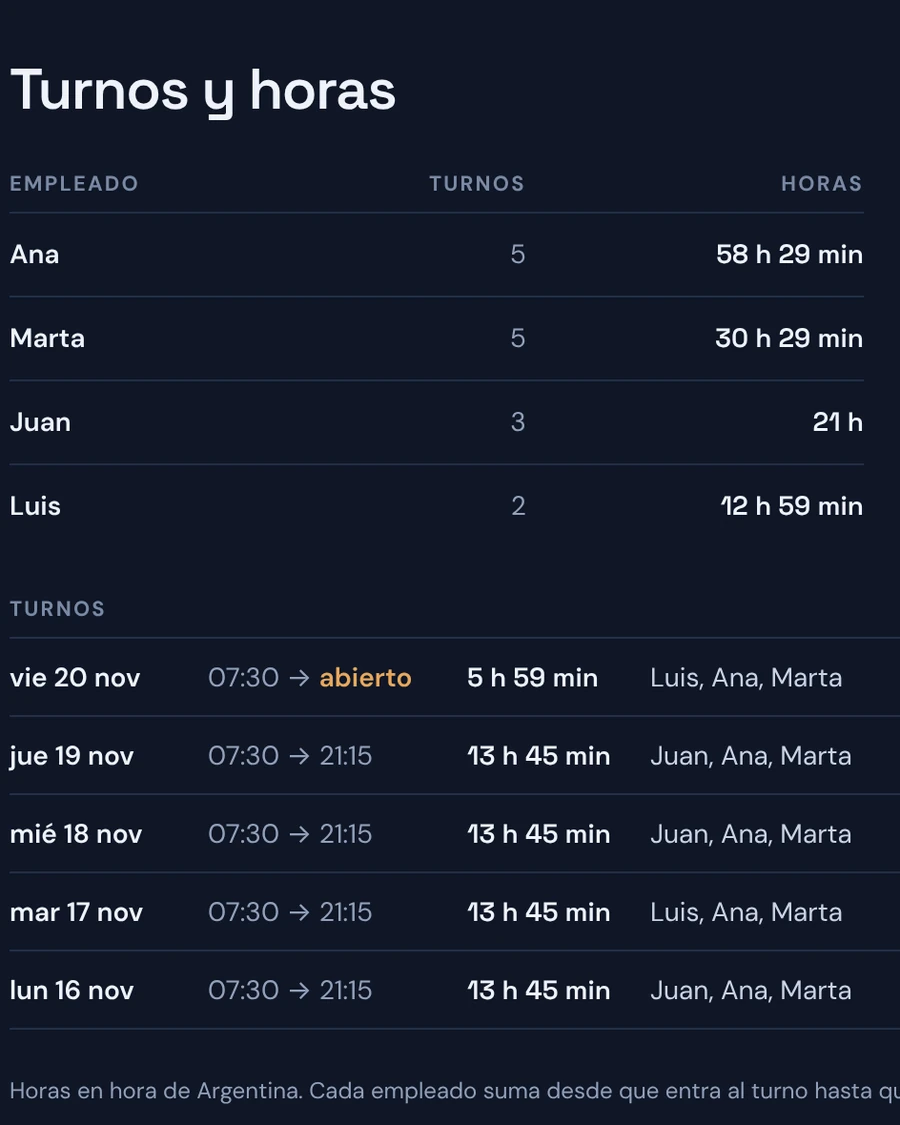 Turnos y horas
EMPLEADO TURNOS HORAS
Ana 5 58 h 29 min
Marta 5 30 h 29 min
Juan 3 21 h
Luis 2 12 h 59 min
TURNOS
vie 20 nov 07:30 → abierto 5 h 59 min Luis, Ana, Marta
jue 19 nov 07:30 → 21:15 13 h 45 min Juan, Ana, Marta
mié 18 nov 07:30 → 21:15 13 h 45 min Juan, Ana, Marta
mar 17 nov 07:30 → 21:15 13 h 45 min Luis, Ana, Marta
lun 16 nov 07:30 → 21:15 13 h 45 min Juan, Ana, Marta
Horas en hora de Argentina. Cada empleado suma desde que entra al turno hasta